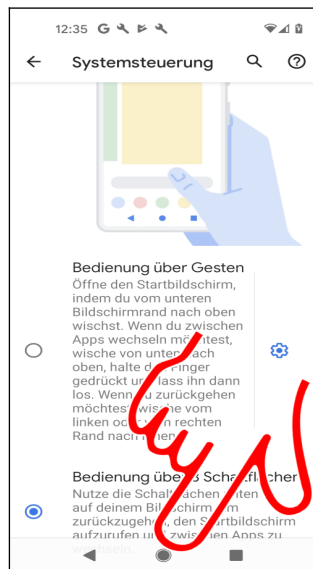 12:35 G
Systemsteuerung
Bedienung über Gesten
Öffne den Startbildschirm,
indem du vom unteren
Bildschirmrand nach oben
wischst. Wenn du zwischen
Apps wechseln möchtest,
wische von unten nach
oben, halte den Finger
gedrückt und lass ihn dann
los. Wenn du zurückgehen
möchtest, wische vom
linken oder vom rechten
Rand nach innen.
Bedienung über 3 Schaltflächen
Nutze die Schaltflächen unten
auf deinem Bildschirm, um
zurückzugehen, den Startbildschirm
aufzurufen und zwischen Apps zu
wechseln.